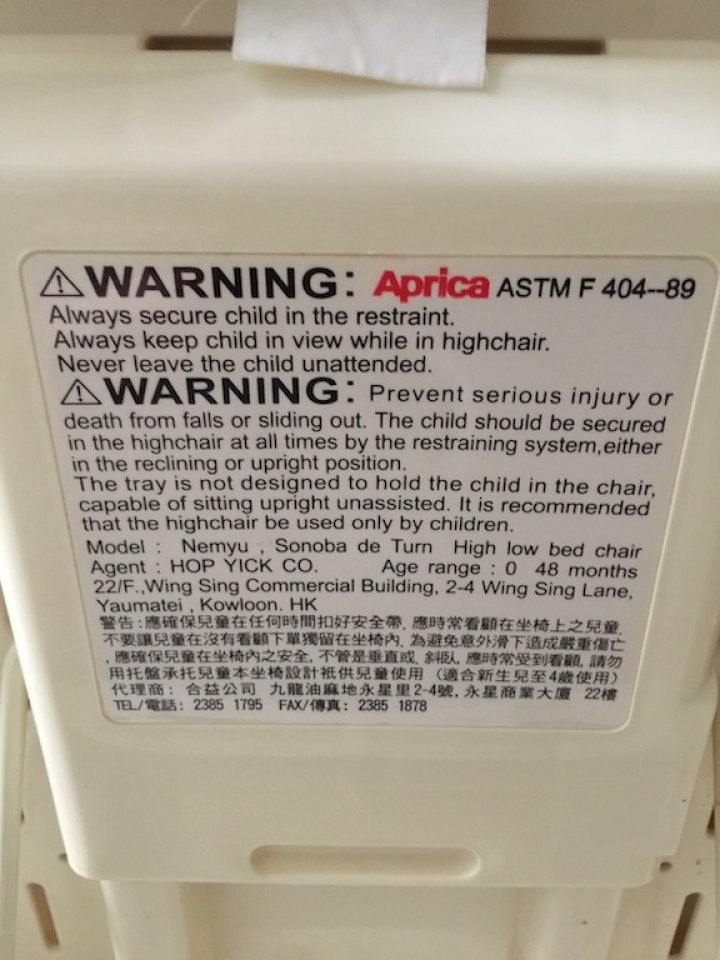 ⚠WARNING: Aprica ASTM F 404--89
Always secure child in the restraint.
Always keep child in view while in highchair.
Never leave the child unattended.
⚠WARNING: Prevent serious injury or
death from falls or sliding out. The child should be secured
in the highchair at all times by the restraining system,either
in the reclining or upright position.
The tray is not designed to hold the child in the chair,
capable of sitting upright unassisted. It is recommended
that the highchair be used only by children.
Model : Nemyu , Sonoba de Turn High low bed chair
Agent : HOP YICK CO. Age range : 0 48 months
22/F.,Wing Sing Commercial Building, 2-4 Wing Sing Lane,
Yaumatei , Kowloon. HK
警告:應確保兒童在任何時間扣好安全帶, 應時常看顧在坐椅上之兒童,
不要讓兒童在沒有看顧下單獨留在坐椅內, 為避免意外滑下造成嚴重傷亡
, 應確保兒童在坐椅內之安全, 不管是垂直或, 斜臥, 應時常受到看顧, 請勿
用托盤承托兒童本坐椅設計祗供兒童使用 (適合新生兒至4歲使用)
代理商: 合益公司 九龍油麻地永星里2-4號, 永星商業大廈 22樓
TEL/電話: 2385 1795 FAX/傳真: 2385 1878